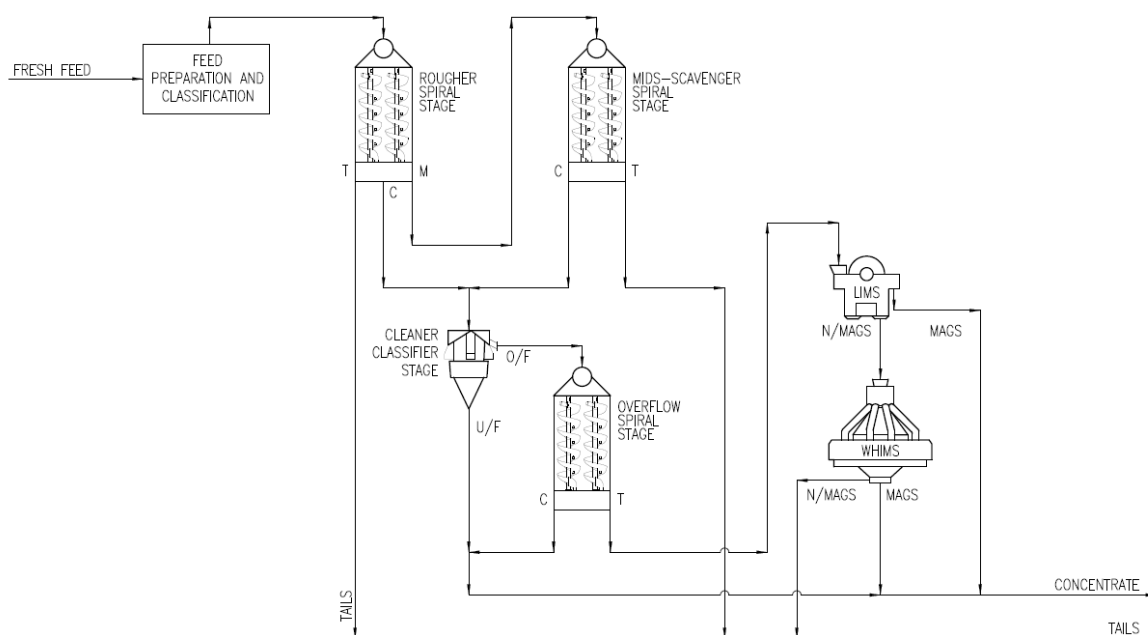 FRESH FEED
FEED
PREPARATION AND
CLASSIFICATION
ROUGHER
SPIRAL
STAGE
MIDS-SCAVENGER
SPIRAL
STAGE
T
M
C
C
T
LIMS
N/MAGS
MAGS
CLEANER
CLASSIFIER
STAGE
O/F
U/F
OVERFLOW
SPIRAL
STAGE
WHIMS
C
T
N/MAGS
MAGS
CONCENTRATE
TAILS
TAILS